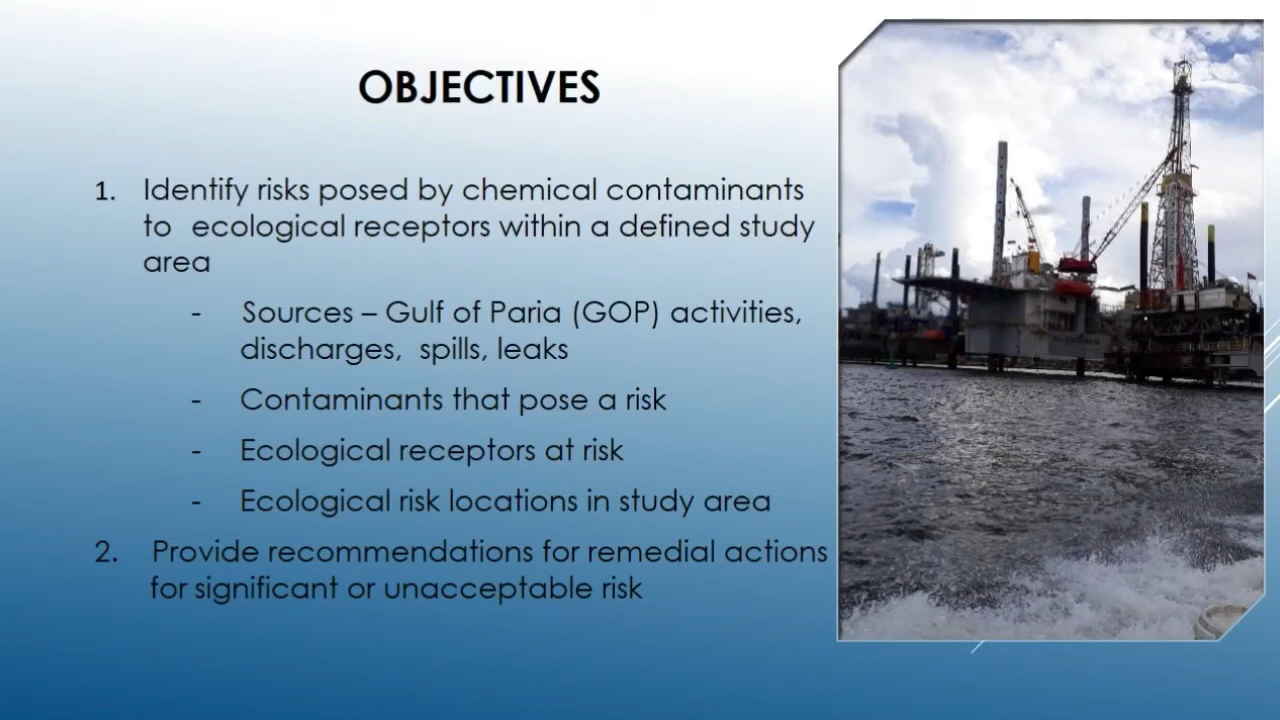 OBJECTIVES
1. Identify risks posed by chemical contaminants
to ecological receptors within a defined study
area
- Sources – Gulf of Paria (GOP) activities,
discharges, spills, leaks
- Contaminants that pose a risk
- Ecological receptors at risk
- Ecological risk locations in study area
2. Provide recommendations for remedial actions
for significant or unacceptable risk